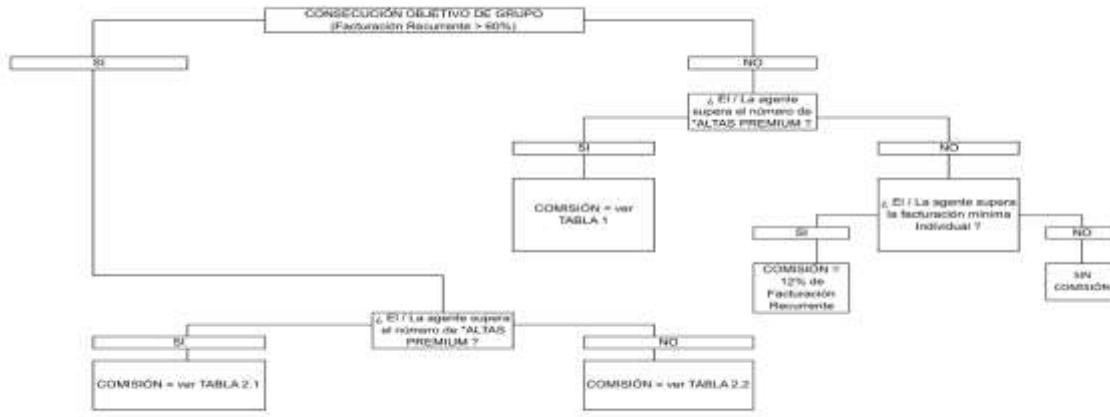 CONSECUCIÓN OBJETIVO DE GRUPO
(Facturación Recurrente > 60%)
SI
NO
¿ El / La agente
supera el número de
"ALTAS PREMIUM ?
SI
NO
COMISIÓN = ver
TABLA 1
¿ El / La agente supera
la facturación mínima
Individual ?
SI
NO
COMISIÓN =
12% de
Facturación
Recurrente
SIN
COMISIÓN
¿ El / La agente supera
el número de "ALTAS
PREMIUM ?
SI
NO
COMISIÓN = ver TABLA 2.1
COMISIÓN = ver TABLA 2.2